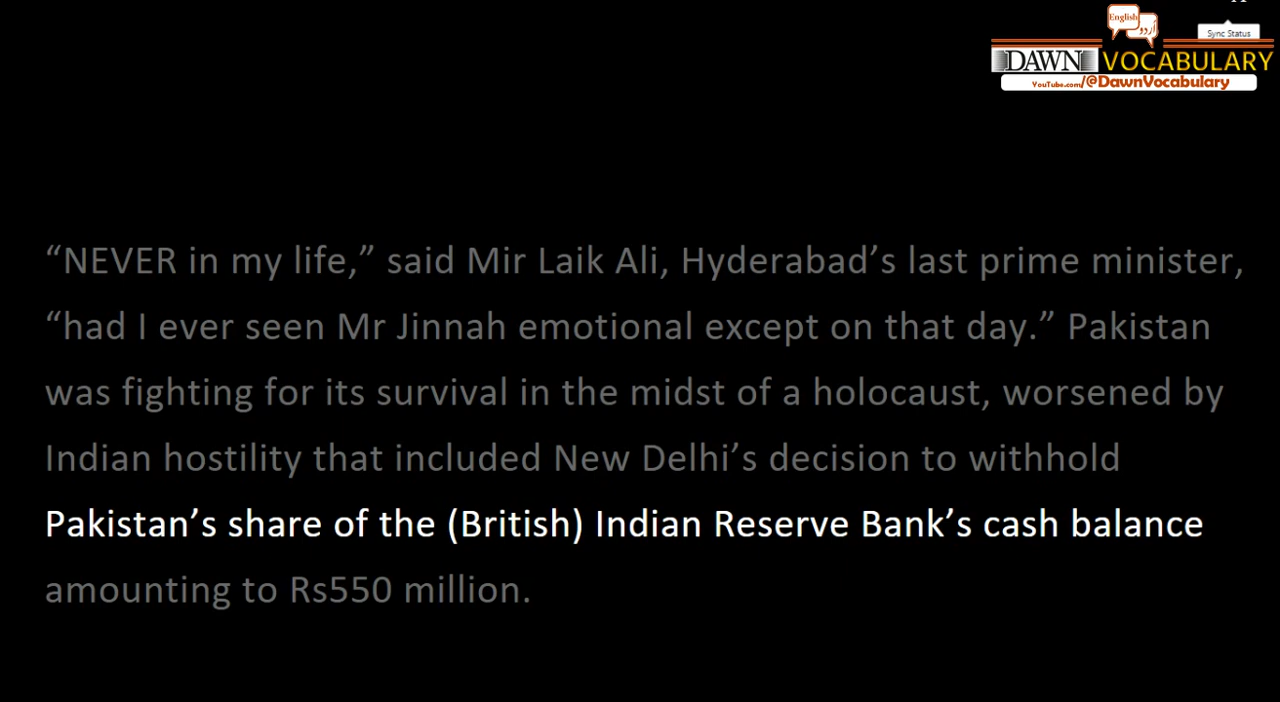 English
اُردو
Sync Status
DAWN VOCABULARY
YouTube.com/@DawnVocabulary
“NEVER in my life,” said Mir Laik Ali, Hyderabad’s last prime minister,
“had I ever seen Mr Jinnah emotional except on that day.” Pakistan
was fighting for its survival in the midst of a holocaust, worsened by
Indian hostility that included New Delhi’s decision to withhold
Pakistan’s share of the (British) Indian Reserve Bank’s cash balance
amounting to Rs550 million.